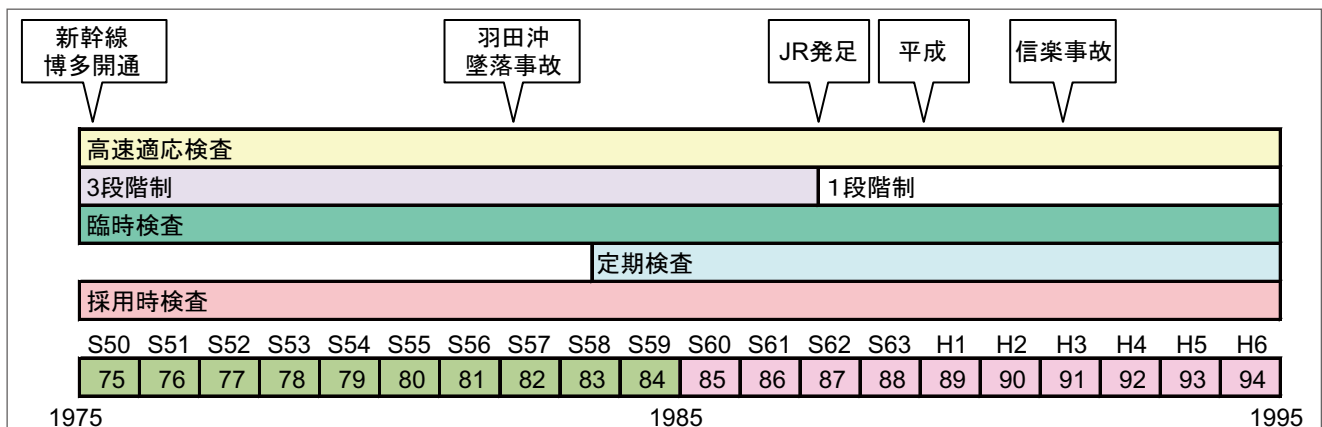 新幹線
博多開通
羽田沖
墜落事故
JR発足
平成
信楽事故
高速適応検査
3段階制
1段階制
臨時検査
定期検査
採用時検査
S50 S51 S52 S53 S54 S55 S56 S57 S58 S59 S60 S61 S62 S63 H1 H2 H3 H4 H5 H6
75 76 77 78 79 80 81 82 83 84 85 86 87 88 89 90 91 92 93 94
1975 1985 1995